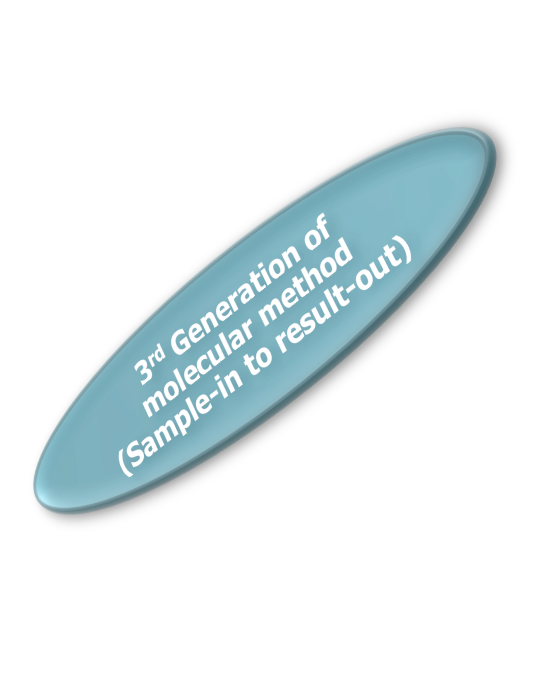 3rd Generation of
molecular method
(Sample-in to result-out)